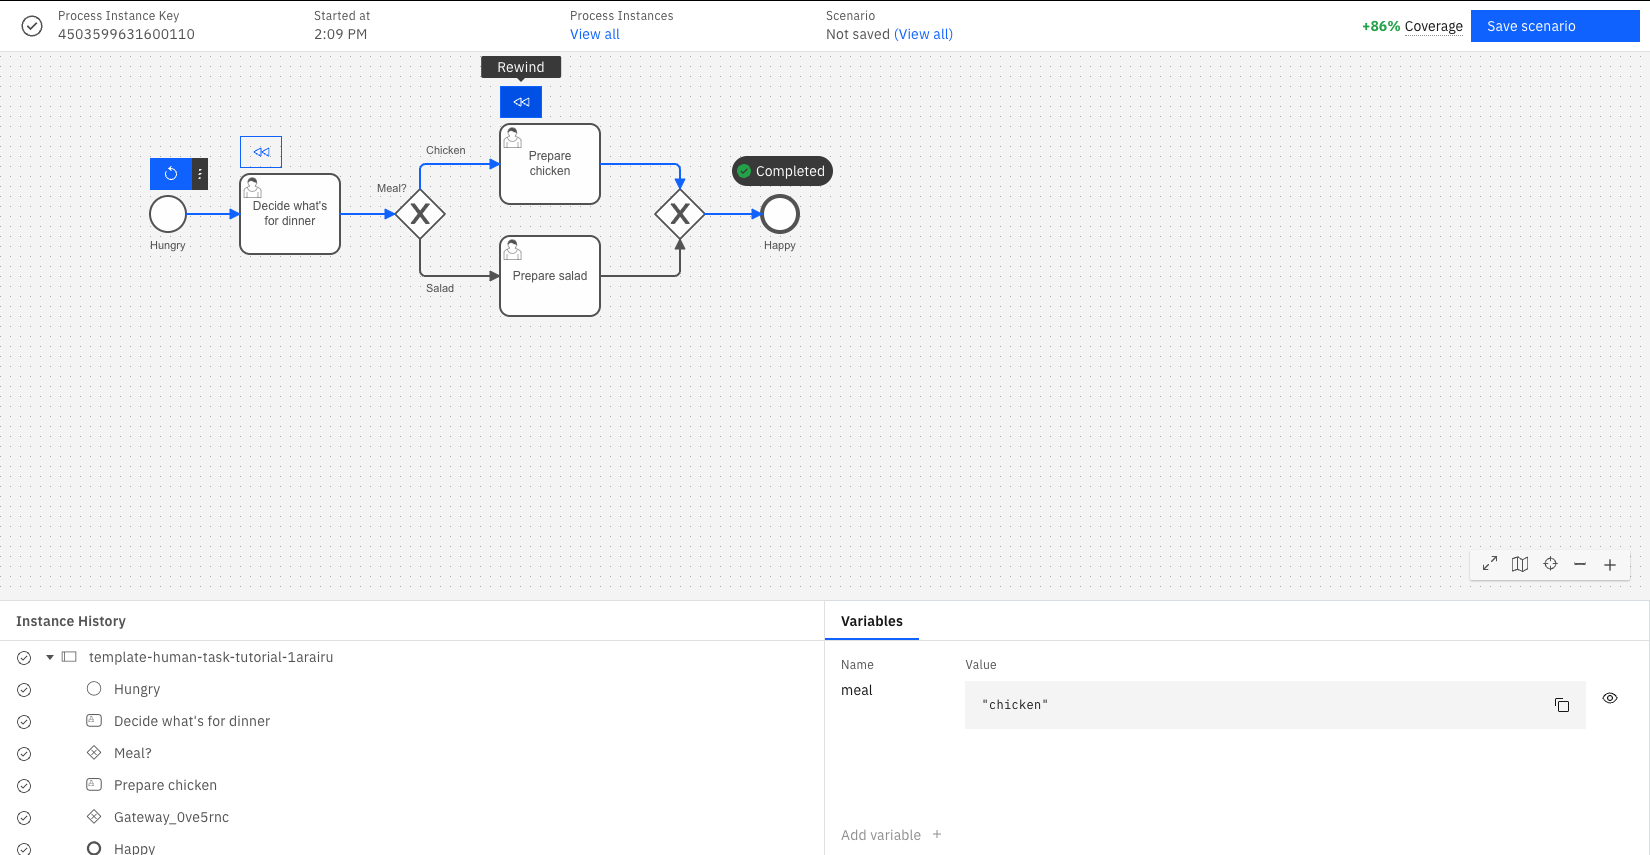 Process Instance Key
4503599631600110
Started at
2:09 PM
Process Instances
View all
Scenario
Not saved (View all)
+86% Coverage
Save scenario
Rewind
Chicken
Prepare
chicken
Completed
Meal?
Decide what's
for dinner
Hungry
Happy
Prepare salad
Salad
Instance History
template-human-task-tutorial-1arairu
Hungry
Decide what's for dinner
Meal?
Prepare chicken
Gateway_0ve5rnc
Happy
Variables
Name
Value
meal
"chicken"
Add variable +